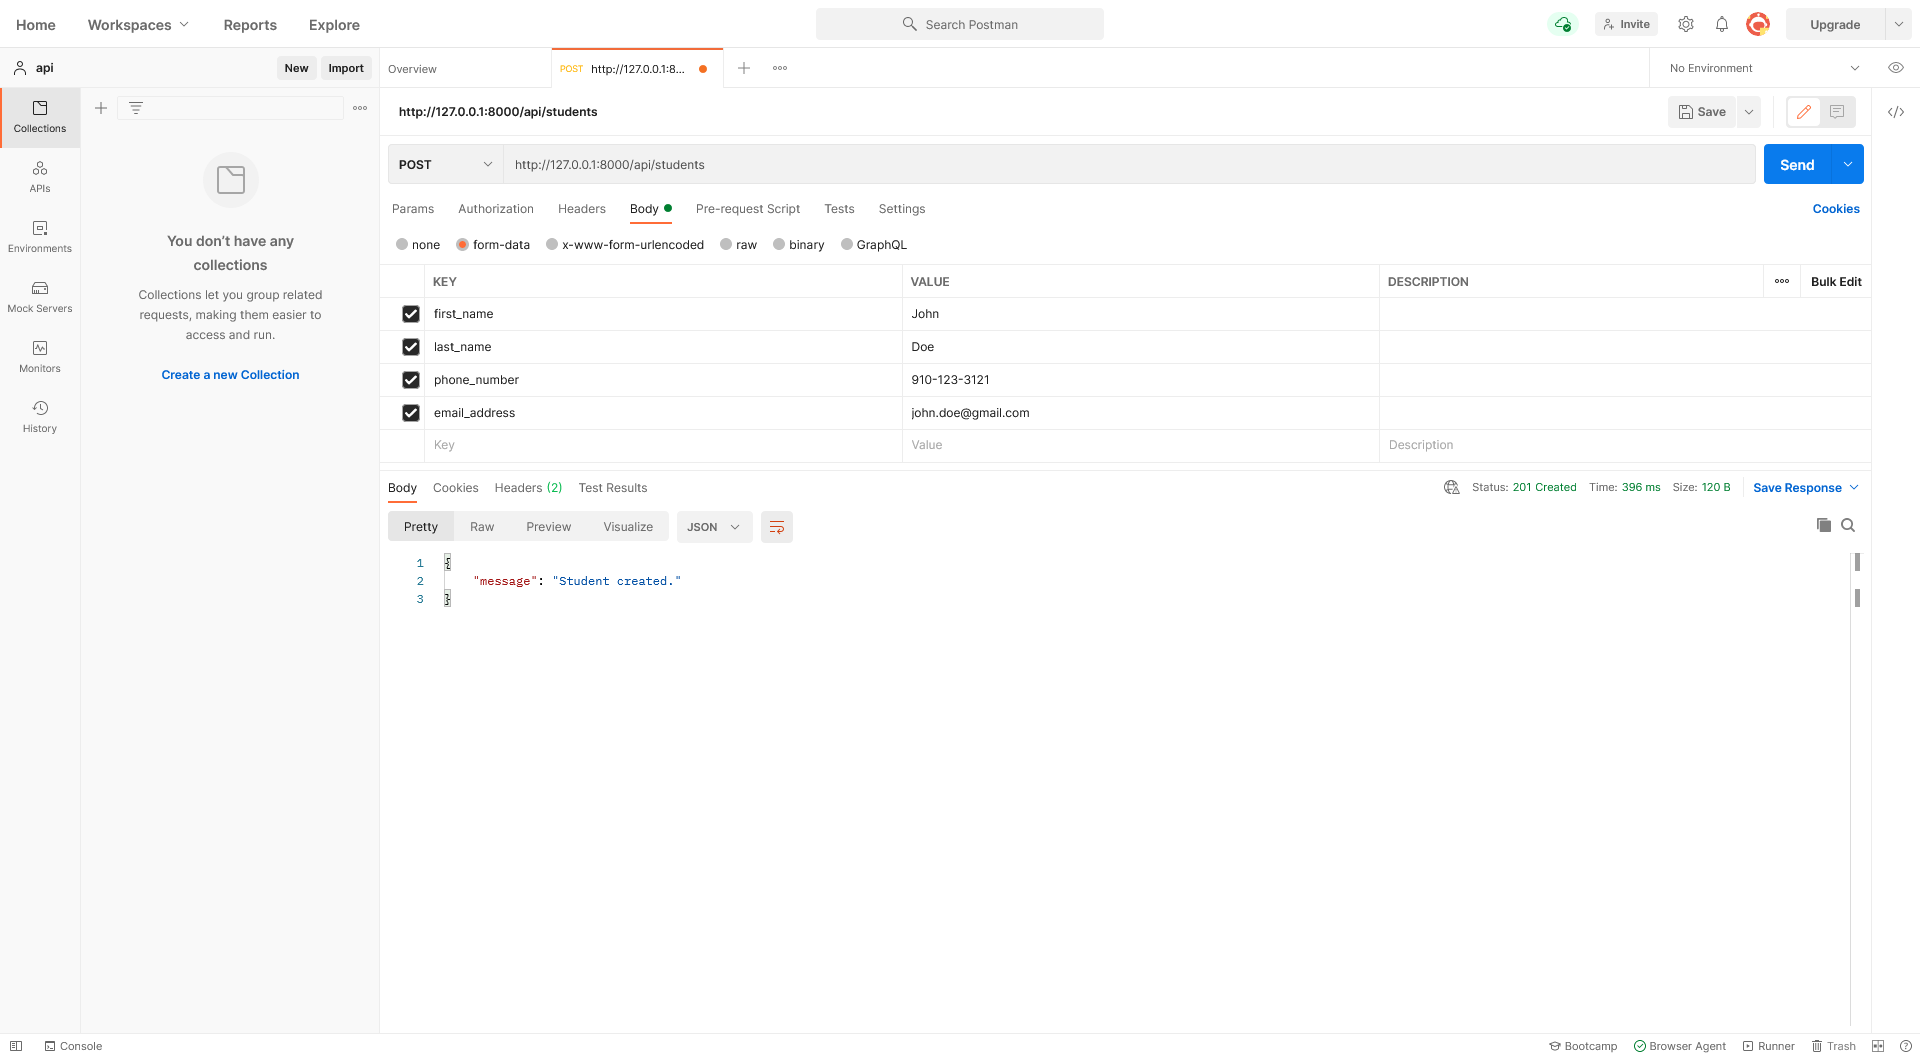 Home Workspaces Reports Explore Search Postman Invite Upgrade
api New Import Overview POST http://127.0.0.1:8... No Environment
Collections
APIs
Environments
Mock Servers
Monitors
History
You don't have any
collections
Collections let you group related
requests, making them easier to
access and run.
Create a new Collection
http://127.0.0.1:8000/api/students Save
POST http://127.0.0.1:8000/api/students Send
Params Authorization Headers Body Pre-request Script Tests Settings Cookies
none form-data x-www-form-urlencoded raw binary GraphQL
KEY VALUE DESCRIPTION Bulk Edit
first_name John
last_name Doe
phone_number 910-123-3121
email_address john.doe@gmail.com
Key Value Description
Body Cookies Headers (2) Test Results Status: 201 Created Time: 396 ms Size: 120 B Save Response
Pretty Raw Preview Visualize JSON
1 {
2 "message": "Student created."
3 }
Console Bootcamp Browser Agent Runner Trash